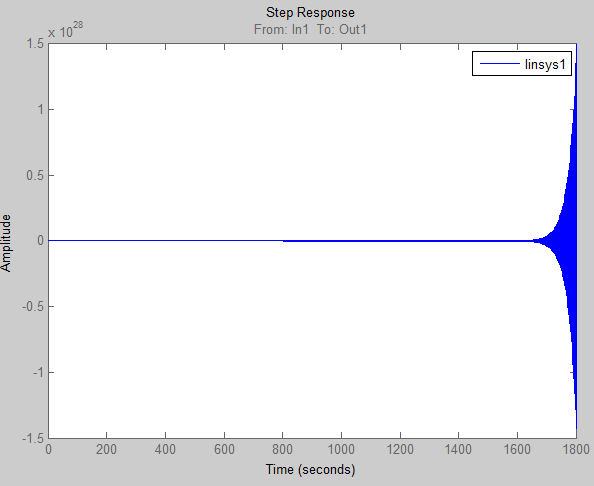 Step Response
From: In1 To: Out1
x 10^28
linsys1
1.5
1
0.5
0
-0.5
-1
-1.5
Amplitude
0 200 400 600 800 1000 1200 1400 1600 1800
Time (seconds)